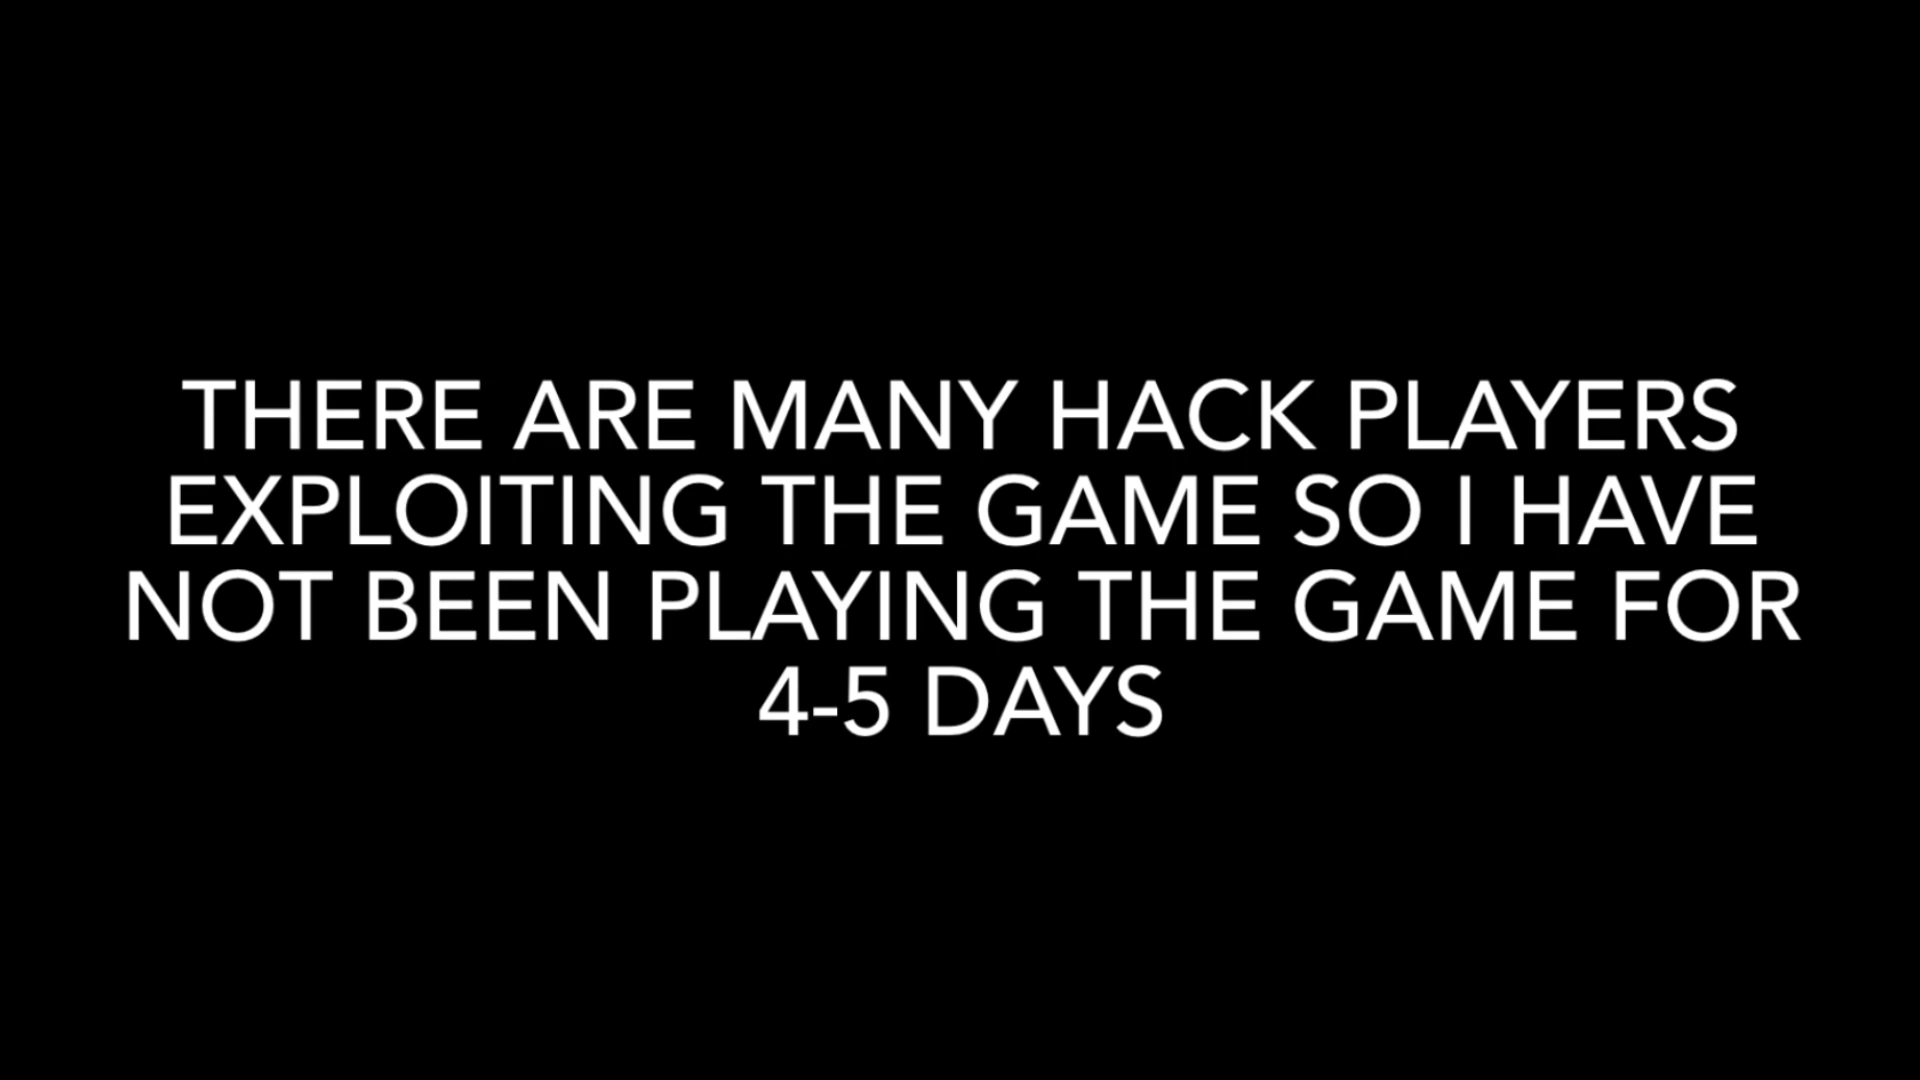 THERE ARE MANY HACK PLAYERS
EXPLOITING THE GAME SO I HAVE
NOT BEEN PLAYING THE GAME FOR
4-5 DAYS